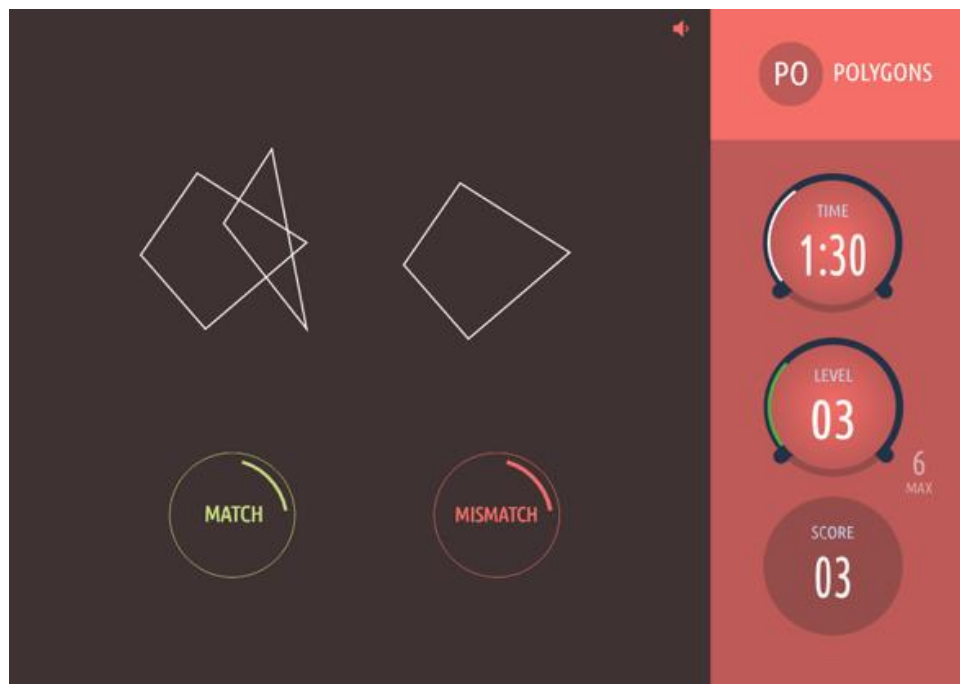 PO POLYGONS
TIME
1:30
LEVEL
03
6
MAX
MATCH
MISMATCH
SCORE
03